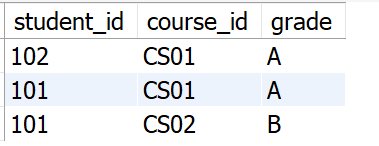 student_id course_id grade
102 CS01 A
101 CS01 A
101 CS02 B